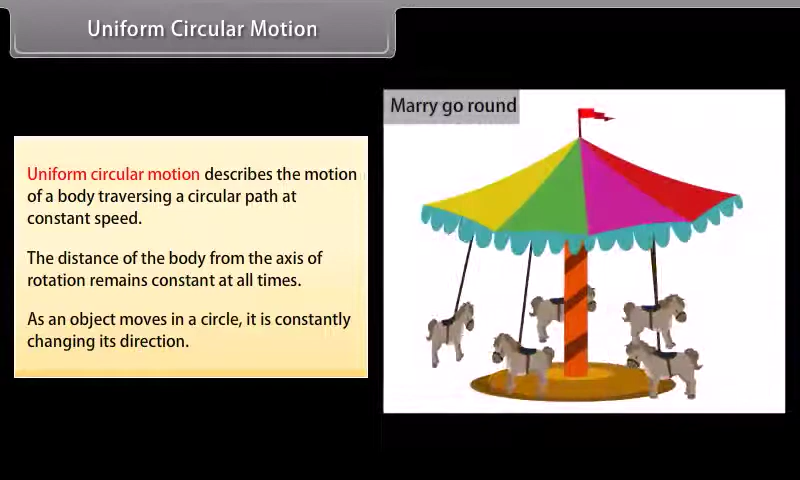 Uniform Circular Motion
Marry go round
Uniform circular motion describes the motion
of a body traversing a circular path at
constant speed.
The distance of the body from the axis of
rotation remains constant at all times.
As an object moves in a circle, it is constantly
changing its direction.